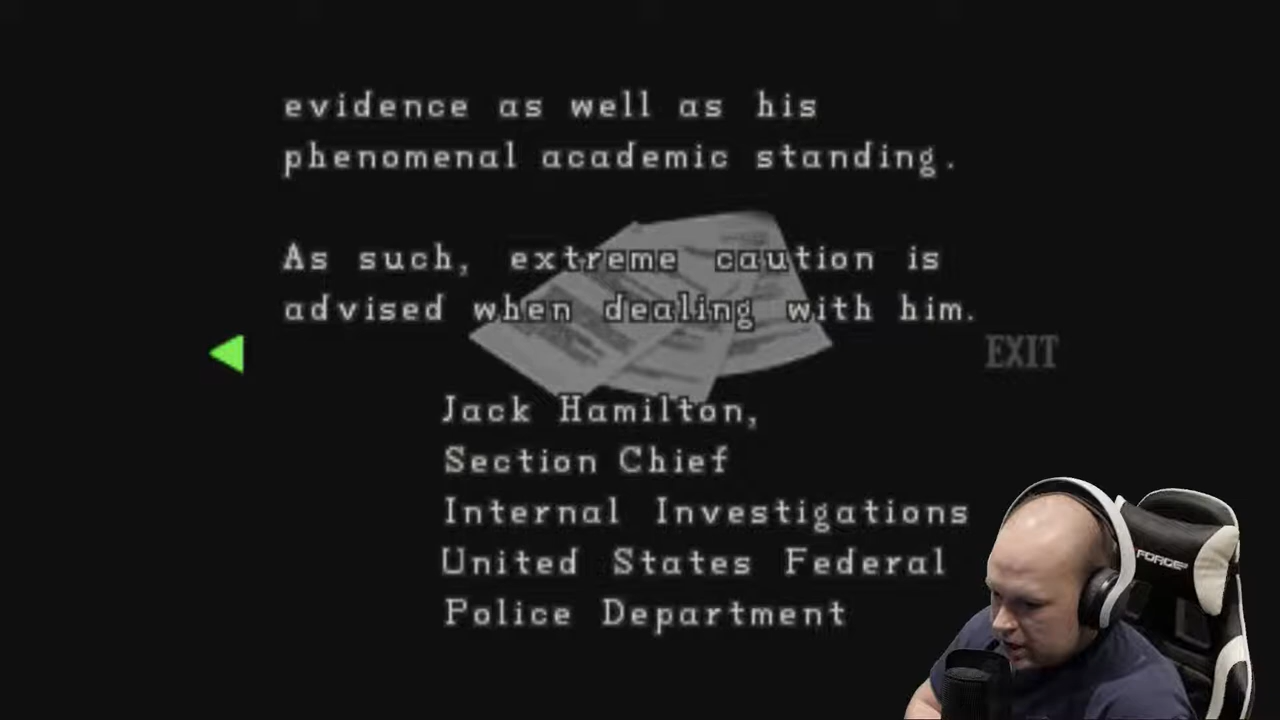 evidence as well as his
phenomenal academic standing.
As such, extreme caution is
advised when dealing with him.
EXIT
Jack Hamilton,
Section Chief
Internal Investigations
United States Federal
Police Department
FORGE